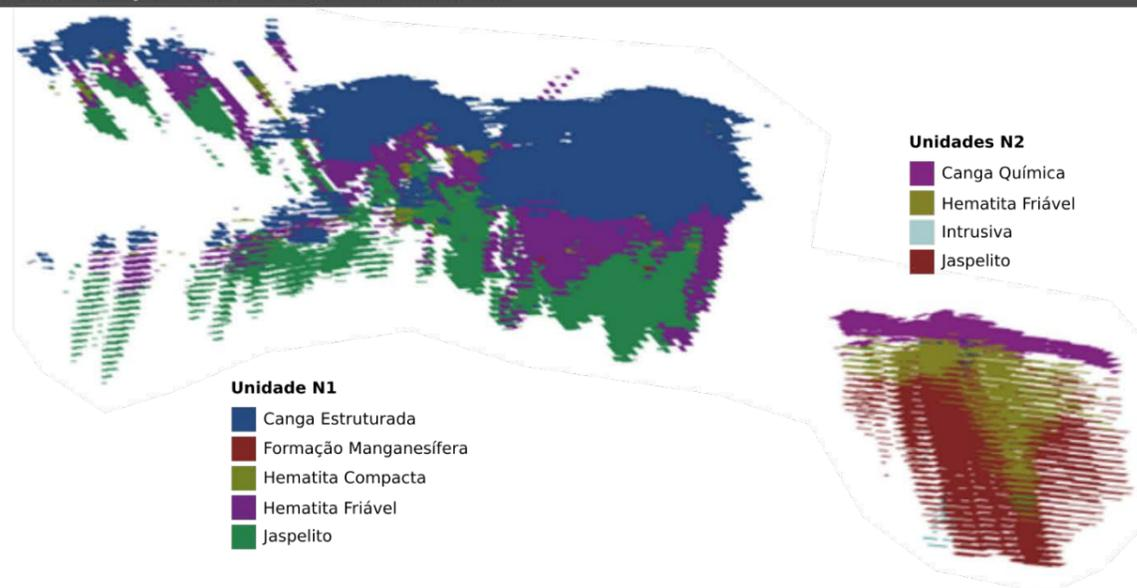 Unidades N2
Canga Química
Hematita Friável
Intrusiva
Jaspelito
Unidade N1
Canga Estruturada
Formação Manganesífera
Hematita Compacta
Hematita Friável
Jaspelito